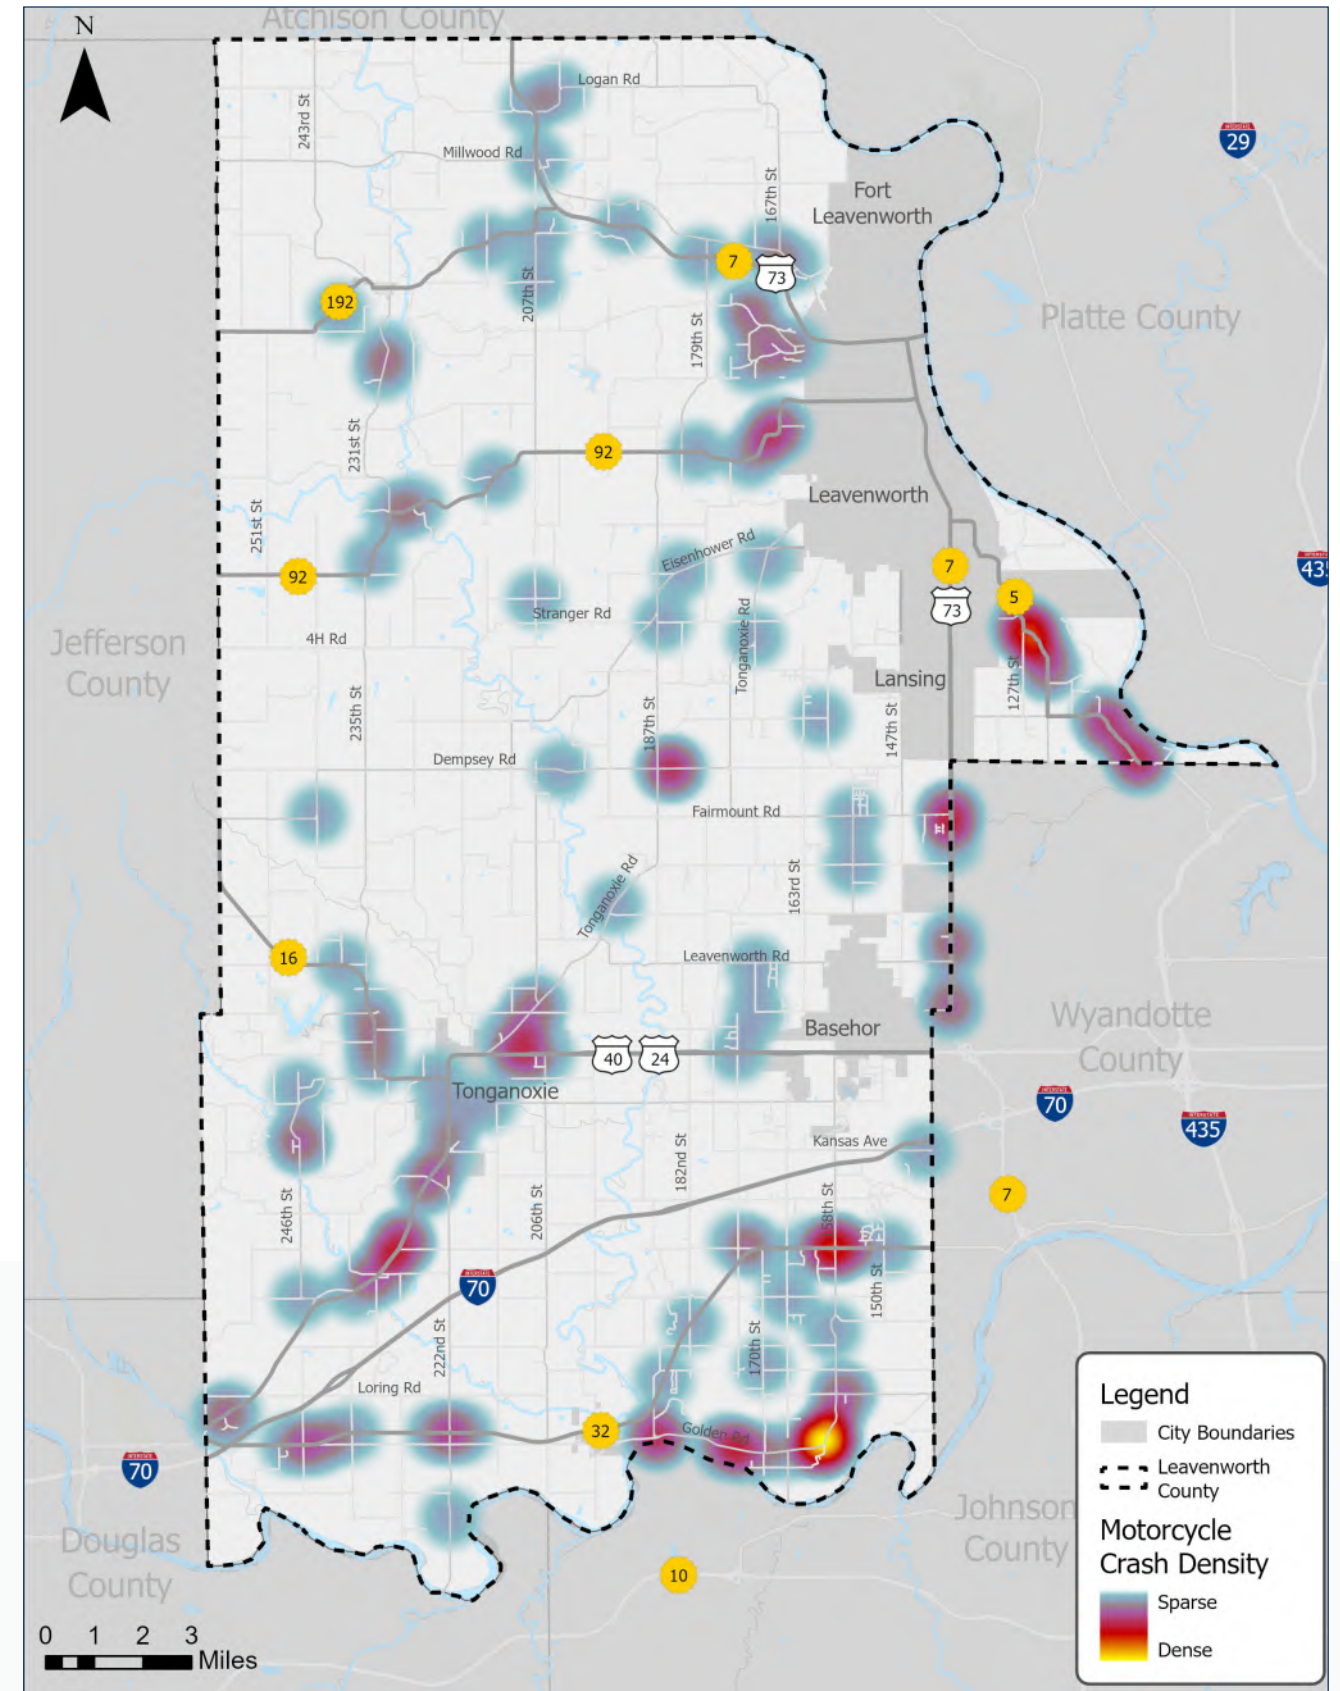 Atchison County
N
Logan Rd
243rd St
29
Millwood Rd
167th St
Fort
Leavenworth
7
73
192
207th St
Platte County
179th St
231st St
92
Leavenworth
251st St
Eisenhower Rd
92
7
435
73
5
Stranger Rd
Tonganoxie Rd
4H Rd
Jefferson
County
Lansing
127th St
235th St
187th St
147th St
Dempsey Rd
Fairmount Rd
163rd St
Tonganoxie Rd
16
Leavenworth Rd
Basehor
Wyandotte
County
40
24
Tonganoxie
70
435
Kansas Ave
182nd St
7
246th St
206th St
58th St
70
150th St
222nd St
170th St
Loring Rd
32
Golden Rd
70
Douglas
County
Johnson
County
10
Legend
City Boundaries
Leavenworth
County
Motorcycle
Crash Density
Sparse
Dense
0 1 2 3
Miles